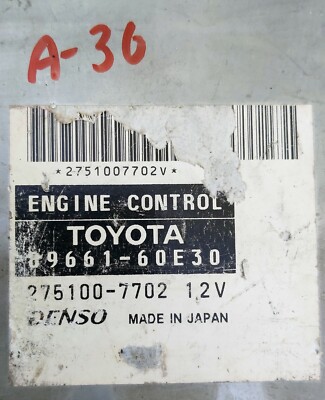 A-36
*2751007702V*
ENGINE CONTROL
TOYOTA
89661-60E30
275100-7702 12V
DENSO MADE IN JAPAN